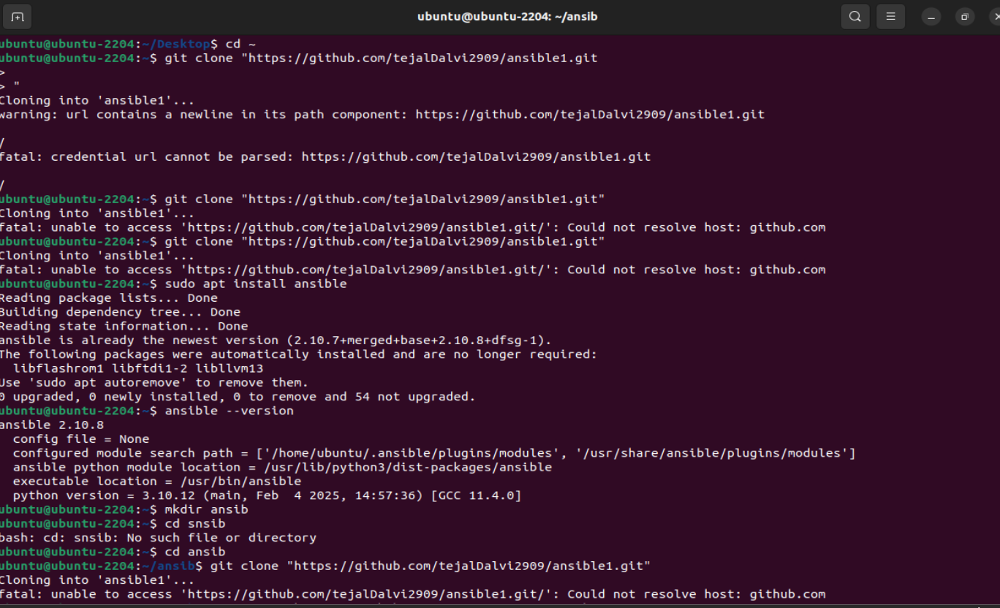 ubuntu@ubuntu-2204: ~/ansib
ubuntu@ubuntu-2204:~/Desktop$ cd ~
ubuntu@ubuntu-2204:~$ git clone "https://github.com/tejalDalvi2909/ansible1.git
>
> "
Cloning into 'ansible1'...
warning: url contains a newline in its path component: https://github.com/tejalDalvi2909/ansible1.git
/
fatal: credential url cannot be parsed: https://github.com/tejalDalvi2909/ansible1.git
/
ubuntu@ubuntu-2204:~$ git clone "https://github.com/tejalDalvi2909/ansible1.git"
Cloning into 'ansible1'...
fatal: unable to access 'https://github.com/tejalDalvi2909/ansible1.git/': Could not resolve host: github.com
ubuntu@ubuntu-2204:~$ git clone "https://github.com/tejalDalvi2909/ansible1.git"
Cloning into 'ansible1'...
fatal: unable to access 'https://github.com/tejalDalvi2909/ansible1.git/': Could not resolve host: github.com
ubuntu@ubuntu-2204:~$ sudo apt install ansible
Reading package lists... Done
Building dependency tree... Done
Reading state information... Done
ansible is already the newest version (2.10.7+merged+base+2.10.8+dfsg-1).
The following packages were automatically installed and are no longer required:
  libflashrom1 libftdi1-2 libllvm13
Use 'sudo apt autoremove' to remove them.
0 upgraded, 0 newly installed, 0 to remove and 54 not upgraded.
ubuntu@ubuntu-2204:~$ ansible --version
ansible 2.10.8
  config file = None
  configured module search path = ['/home/ubuntu/.ansible/plugins/modules', '/usr/share/ansible/plugins/modules']
  ansible python module location = /usr/lib/python3/dist-packages/ansible
  executable location = /usr/bin/ansible
  python version = 3.10.12 (main, Feb  4 2025, 14:57:36) [GCC 11.4.0]
ubuntu@ubuntu-2204:~$ mkdir ansib
ubuntu@ubuntu-2204:~$ cd snsib
bash: cd: snsib: No such file or directory
ubuntu@ubuntu-2204:~$ cd ansib
ubuntu@ubuntu-2204:~/ansib$ git clone "https://github.com/tejalDalvi2909/ansible1.git"
Cloning into 'ansible1'...
fatal: unable to access 'https://github.com/tejalDalvi2909/ansible1.git/': Could not resolve host: github.com